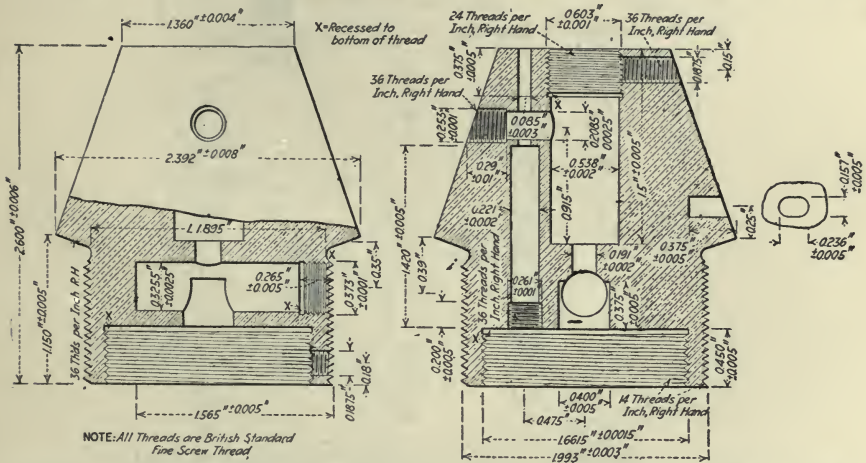 1.360"±0.004"
X=Recessed to
bottom of thread
2.392"±0.008"
2.600"±0.006"
1.1895"
1.150"±0.005"
36 Thds per Inch R.H
0.3255"
±0.0025"
0.265"
±0.005"
X
X
X
0.35"
0.373"
±0.001"
0.18"
0.1875"
1.565"±0.005"
NOTE: All Threads are British Standard
Fine Screw Thread
24 Threads per
Inch, Right Hand
0.603"
±0.001"
36 Threads per
Inch, Right Hand
0.15"
0.1875"
0.375"
±0.005"
36 Threads per
Inch, Right Hand
X
0.253"
±0.001
0.085"
±0.003"
0.2085"
0.0025"
0.29"
±0.01"
0.538"
±0.002"
1.5"±0.005"
0.915"
0.221"
±0.002"
1.420"±0.005"
0.39"
0.191"
±0.002"
0.375"
±0.005"
0.25"
0.157"
±0.005"
0.236"
±0.005"
0.261"
±0.001
36 Threads per
Inch, Right Hand
0.375"
±0.005"
X
0.200"
±0.005"
0.450"
±0.005"
0.400"
±0.005"
14 Threads per
Inch, Right Hand
0.475"
1.6615"±0.0015"
1.993"±0.003"